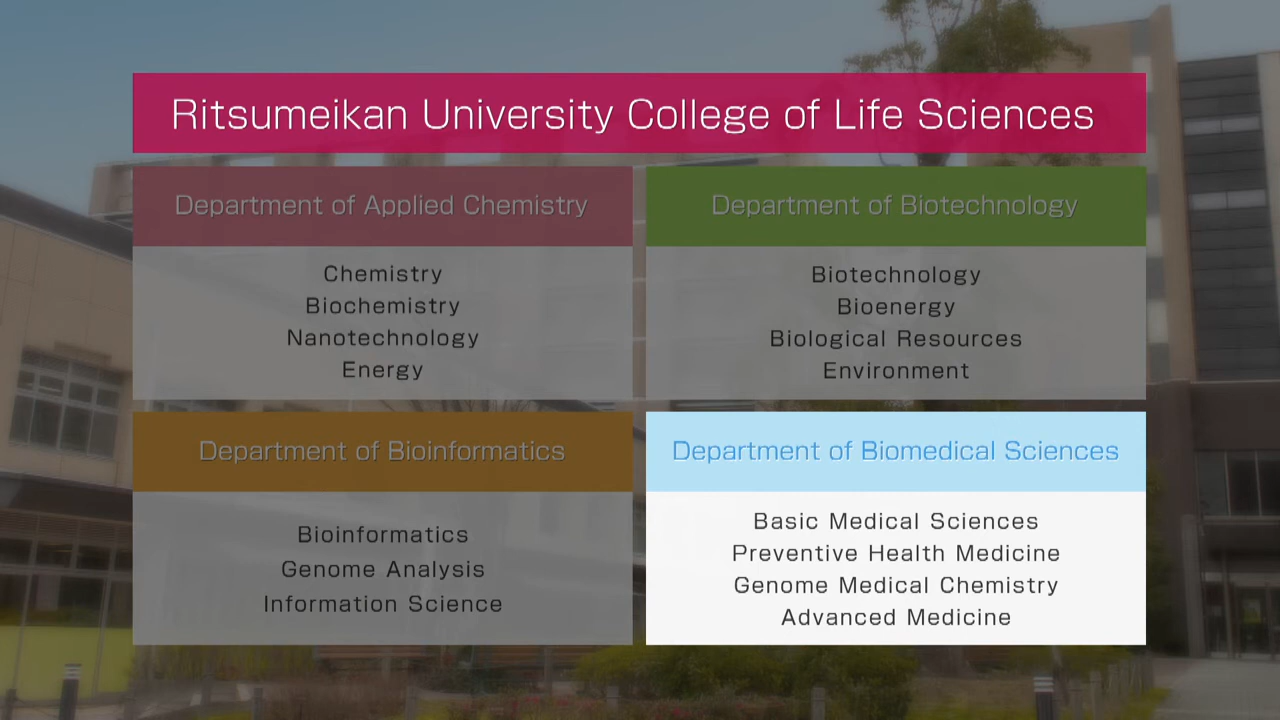 Ritsumeikan University College of Life Sciences
Department of Applied Chemistry
Chemistry
Biochemistry
Nanotechnology
Energy
Department of Biotechnology
Biotechnology
Bioenergy
Biological Resources
Environment
Department of Bioinformatics
Bioinformatics
Genome Analysis
Information Science
Department of Biomedical Sciences
Basic Medical Sciences
Preventive Health Medicine
Genome Medical Chemistry
Advanced Medicine